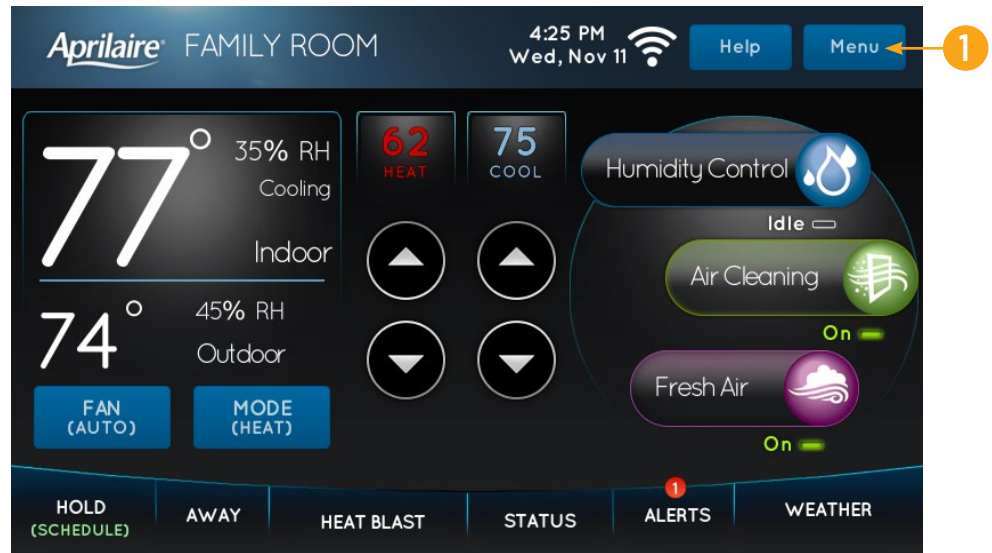 Aprilaire® FAMILY ROOM
4:25 PM
Wed, Nov 11
Help
Menu
1
77°
35% RH
Cooling
Indoor
74°
45% RH
Outdoor
FAN
(AUTO)
MODE
(HEAT)
62
HEAT
75
COOL
Humidity Control
Idle
Air Cleaning
On
Fresh Air
On
HOLD
(SCHEDULE)
AWAY
HEAT BLAST
STATUS
1
ALERTS
WEATHER